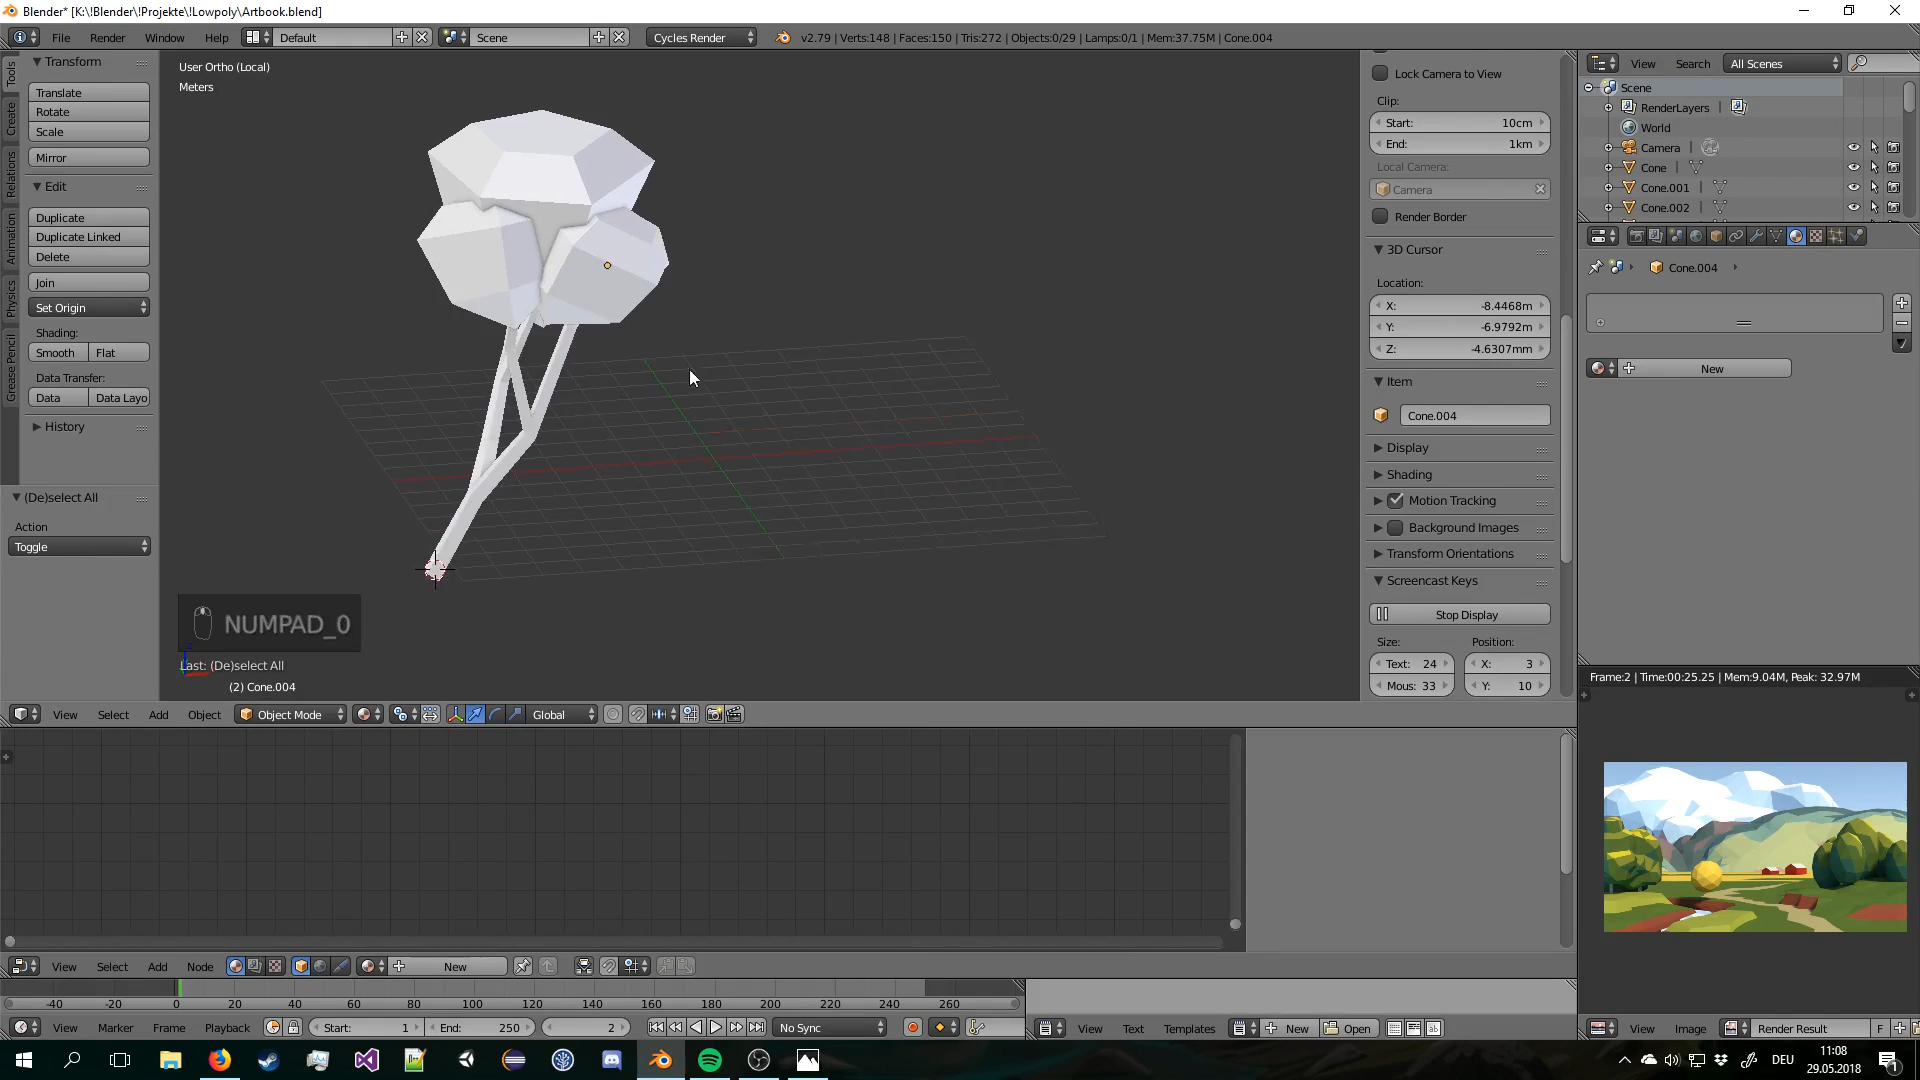 Blender* [K:\!Blender\!Projekte\!Lowpoly\Artbook.blend]
File Render Window Help Default Scene Cycles Render v2.79 | Verts:148 | Faces:150 | Tris:272 | Objects:0/29 | Lamps:0/1 | Mem:37.75M | Cone.004
Tools
Create
Relations
Animation
Physics
Grease Pencil
Transform
Translate
Rotate
Scale
Mirror
Edit
Duplicate
Duplicate Linked
Delete
Join
Set Origin
Shading:
Smooth Flat
Data Transfer:
Data Data Layo
History
(De)select All
Action
Toggle
User Ortho (Local)
Meters
NUMPAD_0
Last: (De)select All
(2) Cone.004
Lock Camera to View
Clip:
Start: 10cm
End: 1km
Local Camera:
Camera
Render Border
3D Cursor
Location:
X: -8.4468m
Y: -6.9792m
Z: -4.6307mm
Item
Cone.004
Display
Shading
Motion Tracking
Background Images
Transform Orientations
Screencast Keys
Stop Display
Size: Position:
Text: 24 X: 3
Mous: 33 Y: 10
View Search All Scenes
Scene
RenderLayers
World
Camera
Cone
Cone.001
Cone.002
Cone.004
New
Frame:2 | Time:00:25.25 | Mem:9.04M, Peak: 32.97M
View Select Add Object Object Mode Global
View Select Add Node New
-40 -20 0 20 40 60 80 100 120 140 160 180 200 220 240 260
View Marker Frame Playback Start: 1 End: 250 2 No Sync
View Text Templates New Open
View Image Render Result F
DEU
11:08
29.05.2018
1